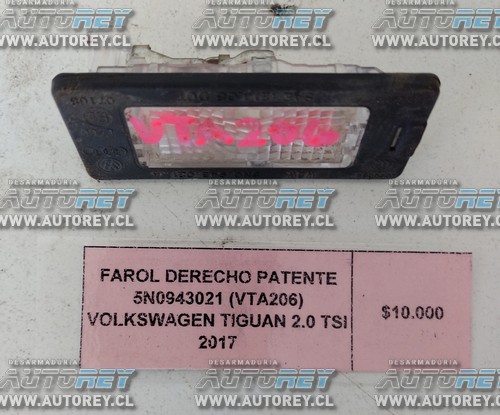 VTA206
FAROL DERECHO PATENTE
5N0943021 (VTA206)
VOLKSWAGEN TIGUAN 2.0 TSI
2017
$10.000
DESARMADURIA
AUTOREY
WWW.AUTOREY.CL